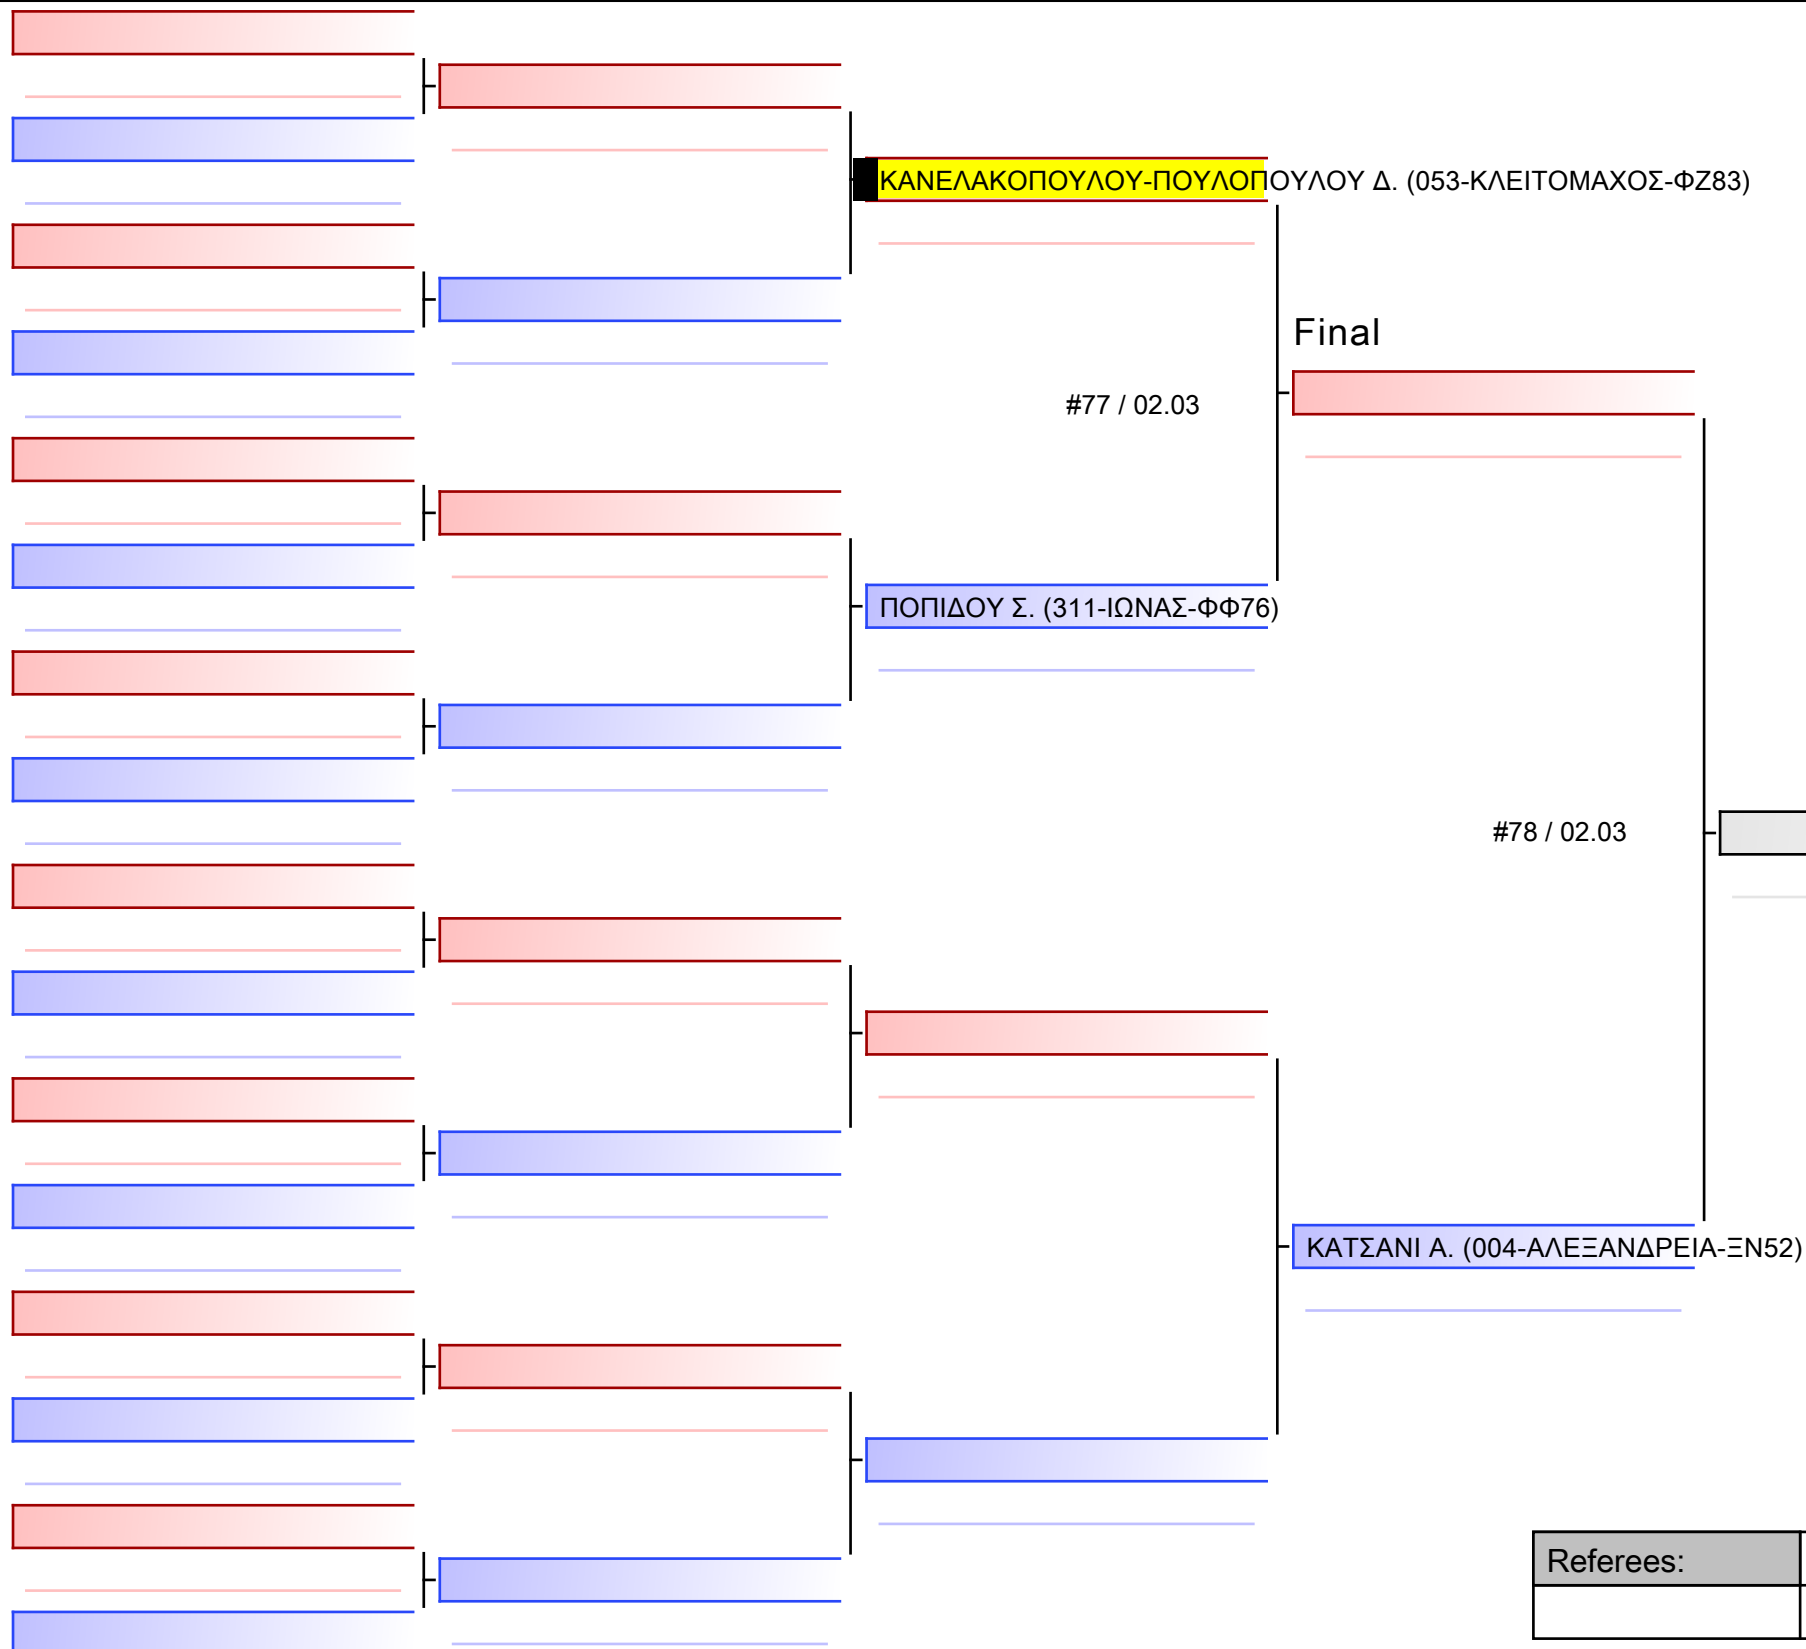 ΚΑΝΕΛΑΚΟΠΟΥΛΟΥ-ΠΟΥΛΟΠΟΥΛΟΥ Δ. (053-ΚΛΕΙΤΟΜΑΧΟΣ-ΦΖ83)
Final
#77 / 02.03
ΠΟΠΙΔΟΥ Σ. (311-ΙΩΝΑΣ-ΦΦ76)
#78 / 02.03
ΚΑΤΣΑΝΙ Α. (004-ΑΛΕΞΑΝΔΡΕΙΑ-ΞΝ52)
Referees: